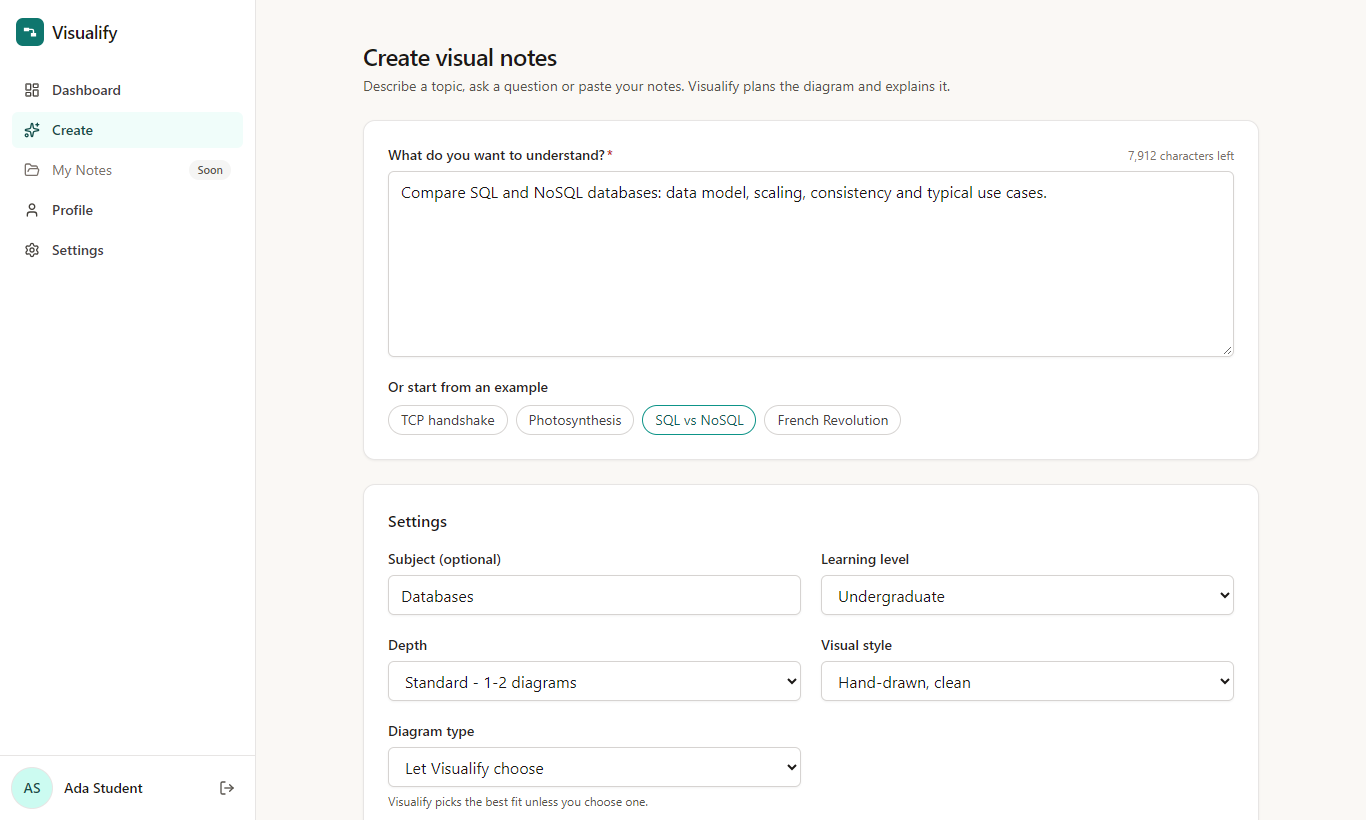 Visualify
Dashboard
Create
My Notes
Soon
Profile
Settings
AS
Ada Student
Create visual notes
Describe a topic, ask a question or paste your notes. Visualify plans the diagram and explains it.
What do you want to understand?*
7,912 characters left
Compare SQL and NoSQL databases: data model, scaling, consistency and typical use cases.
Or start from an example
TCP handshake
Photosynthesis
SQL vs NoSQL
French Revolution
Settings
Subject (optional)
Databases
Learning level
Undergraduate
Depth
Standard - 1-2 diagrams
Visual style
Hand-drawn, clean
Diagram type
Let Visualify choose
Visualify picks the best fit unless you choose one.